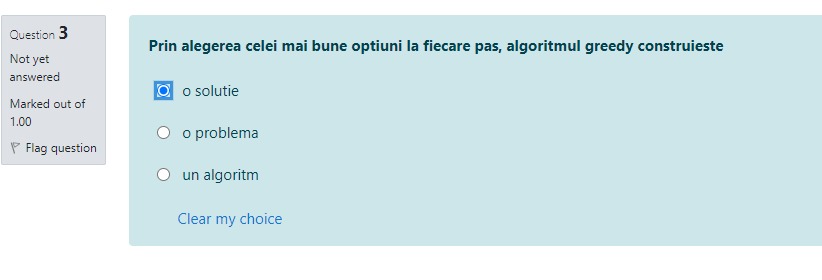 Question 3
Not yet
answered
Marked out of
1.00
Flag question
Prin alegerea celei mai bune optiuni la fiecare pas, algoritmul greedy construieste
o solutie
o problema
un algoritm
Clear my choice